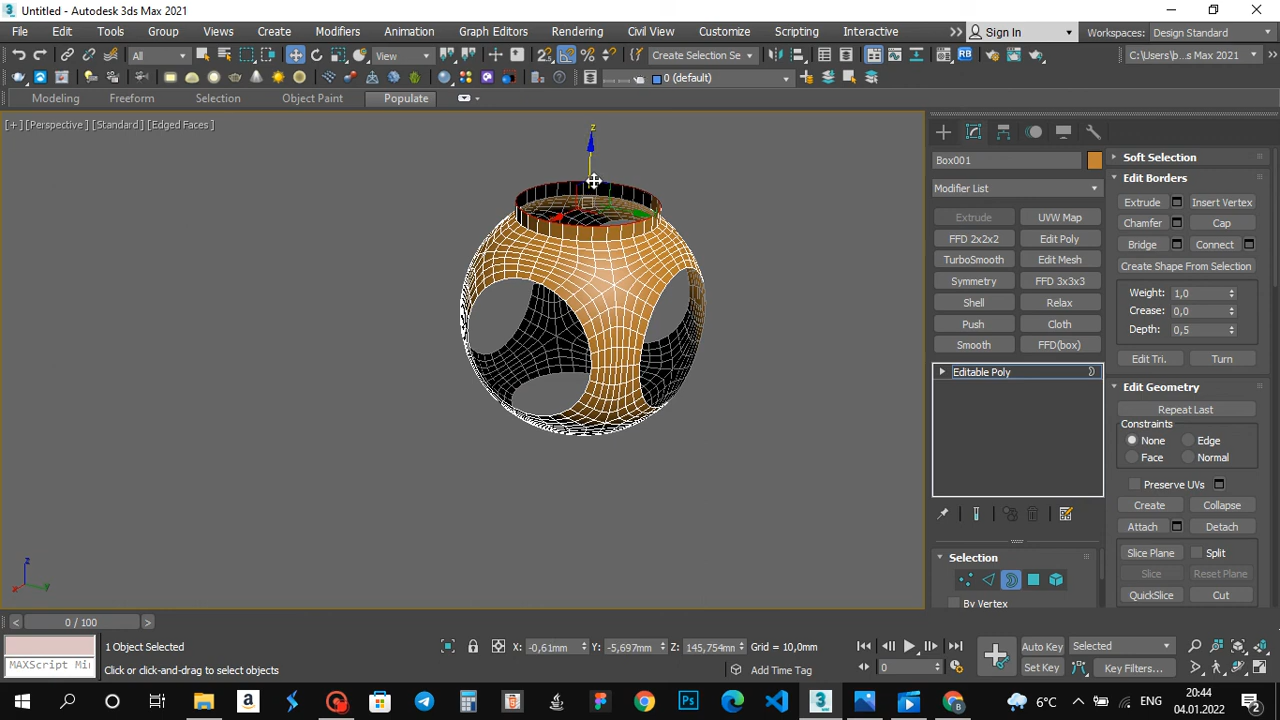 Untitled - Autodesk 3ds Max 2021
File Edit Tools Group Views Create Modifiers Animation Graph Editors Rendering Civil View Customize Scripting Interactive Sign In Workspaces: Design Standard
All View Create Selection Se C:\Users\b...s Max 2021
0 (default)
Modeling Freeform Selection Object Paint Populate
[+] [Perspective] [Standard] [Edged Faces]
z
Box001
Modifier List
Extrude UVW Map
FFD 2x2x2 Edit Poly
TurboSmooth Edit Mesh
Symmetry FFD 3x3x3
Shell Relax
Push Cloth
Smooth FFD(box)
Editable Poly
Selection
By Vertex
Soft Selection
Edit Borders
Extrude Insert Vertex
Chamfer Cap
Bridge Connect
Create Shape From Selection
Weight: 1,0
Crease: 0,0
Depth: 0,5
Edit Tri. Turn
Edit Geometry
Repeat Last
Constraints
None Edge
Face Normal
Preserve UVs
Create Collapse
Attach Detach
Slice Plane Split
Slice Reset Plane
QuickSlice Cut
z
x y
< 0 / 100 >
1 Object Selected X: -0,61mm Y: -5,697mm Z: 145,754mm Grid = 10,0mm Auto Key Selected
MAXScript Mi Click or click-and-drag to select objects Add Time Tag 0 Set Key Key Filters...
6°C ENG 20:44
04.01.2022
2